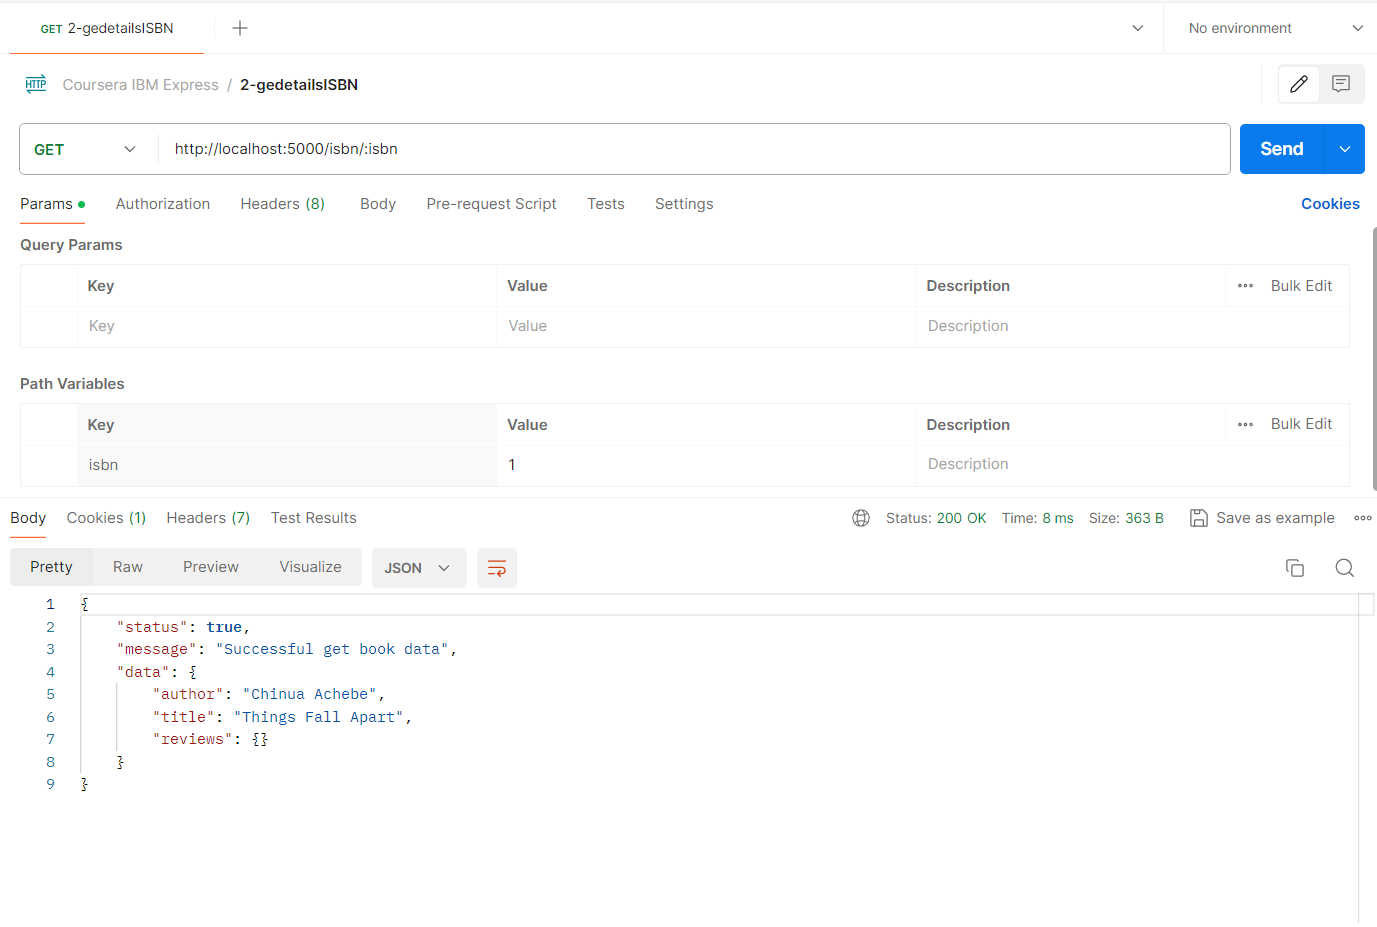 GET 2-gedetailsISBN
No environment
HTTP Coursera IBM Express / 2-gedetailsISBN
GET http://localhost:5000/isbn/:isbn Send
Params Authorization Headers (8) Body Pre-request Script Tests Settings Cookies
Query Params
Key Value Description Bulk Edit
Key Value Description
Path Variables
Key Value Description Bulk Edit
isbn 1 Description
Body Cookies (1) Headers (7) Test Results Status: 200 OK Time: 8 ms Size: 363 B Save as example
Pretty Raw Preview Visualize JSON
1 {
2 "status": true,
3 "message": "Successful get book data",
4 "data": {
5 "author": "Chinua Achebe",
6 "title": "Things Fall Apart",
7 "reviews": {}
8 }
9 }